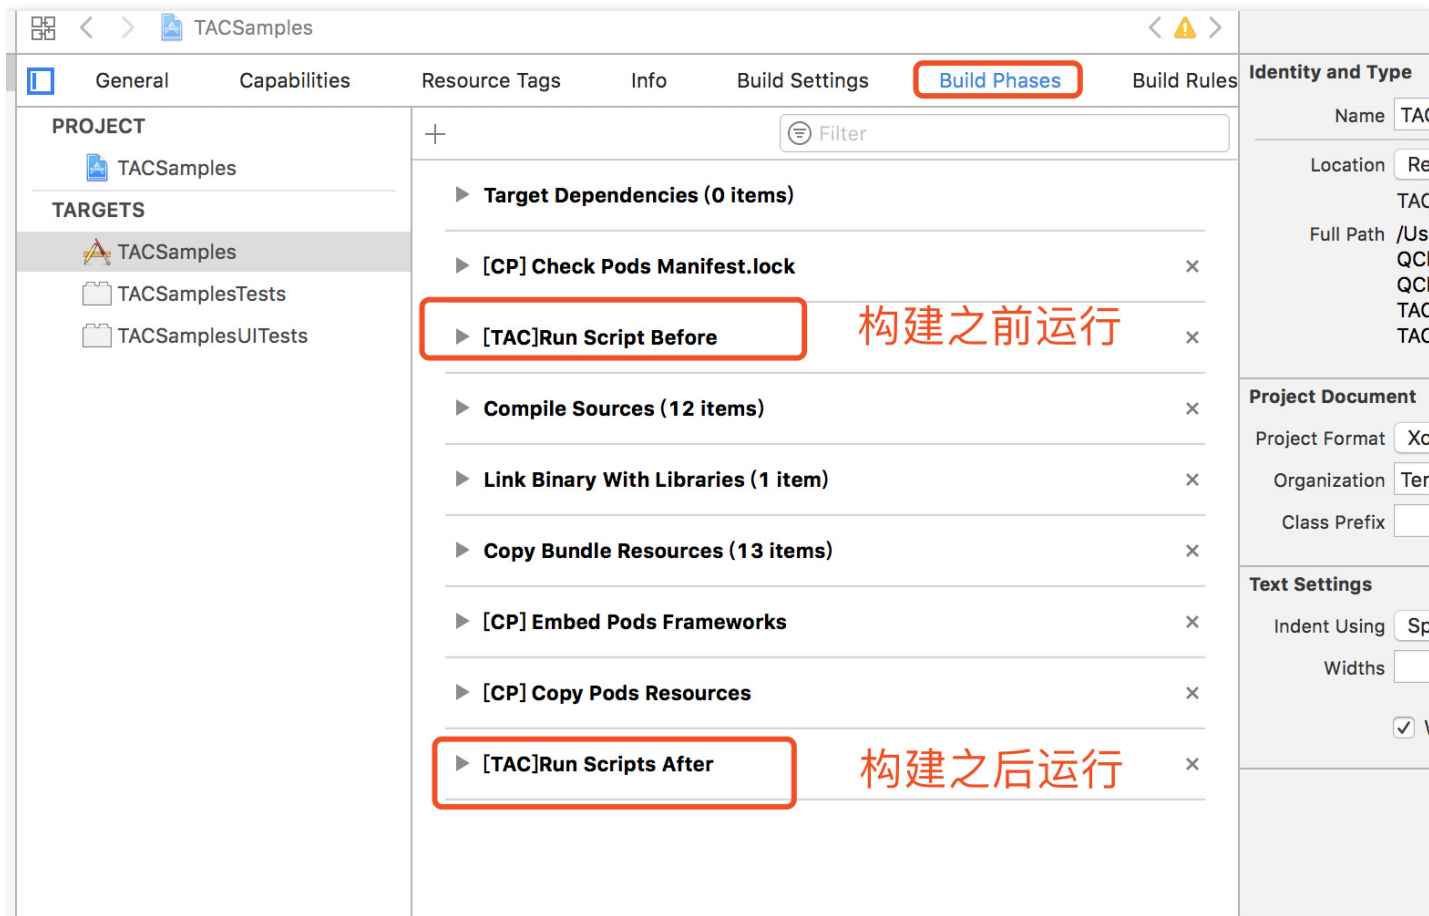 TACSamples
General Capabilities Resource Tags Info Build Settings Build Phases Build Rules
PROJECT
TACSamples
TARGETS
TACSamples
TACSamplesTests
TACSamplesUITests
Filter
Target Dependencies (0 items)
[CP] Check Pods Manifest.lock
[TAC]Run Script Before
构建之前运行
Compile Sources (12 items)
Link Binary With Libraries (1 item)
Copy Bundle Resources (13 items)
[CP] Embed Pods Frameworks
[CP] Copy Pods Resources
[TAC]Run Scripts After
构建之后运行
Identity and Type
Name
Location
Full Path
Project Document
Project Format
Organization
Class Prefix
Text Settings
Indent Using
Widths